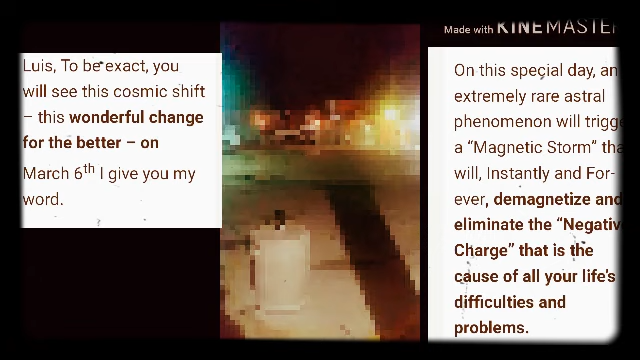 Luis, To be exact, you
will see this cosmic shift
– this wonderful change
for the better – on
March 6th I give you my
word.
Made with KINEMASTER
On this special day, an
extremely rare astral
phenomenon will trigge
a “Magnetic Storm” tha
will, Instantly and For-
ever, demagnetize and
eliminate the “Negativ
Charge” that is the
cause of all your life's
difficulties and
problems.